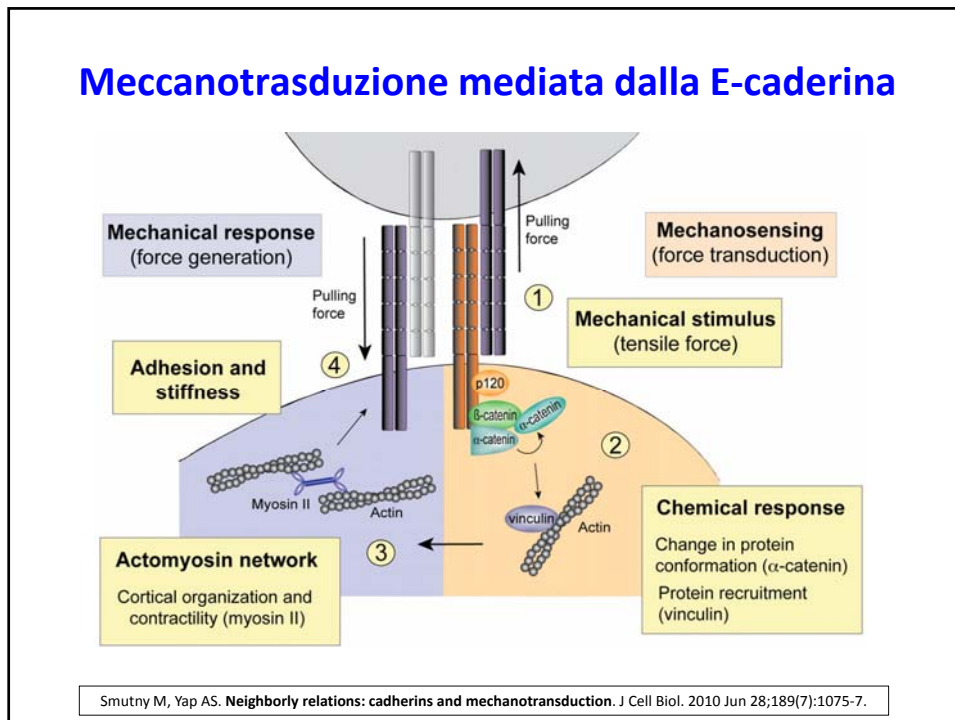 Meccanotrasduzione mediata dalla E-caderina
Mechanical response
(force generation)
Pulling
force
Pulling
force
Mechanosensing
(force transduction)
1
Mechanical stimulus
(tensile force)
4
Adhesion and
stiffness
p120
ß-catenin
α-catenin
α-catenin
2
Myosin II
Actin
vinculin
Actin
Chemical response
Change in protein
conformation (α-catenin)
Protein recruitment
(vinculin)
3
Actomyosin network
Cortical organization and
contractility (myosin II)
Smutny M, Yap AS. Neighborly relations: cadherins and mechanotransduction. J Cell Biol. 2010 Jun 28;189(7):1075-7.